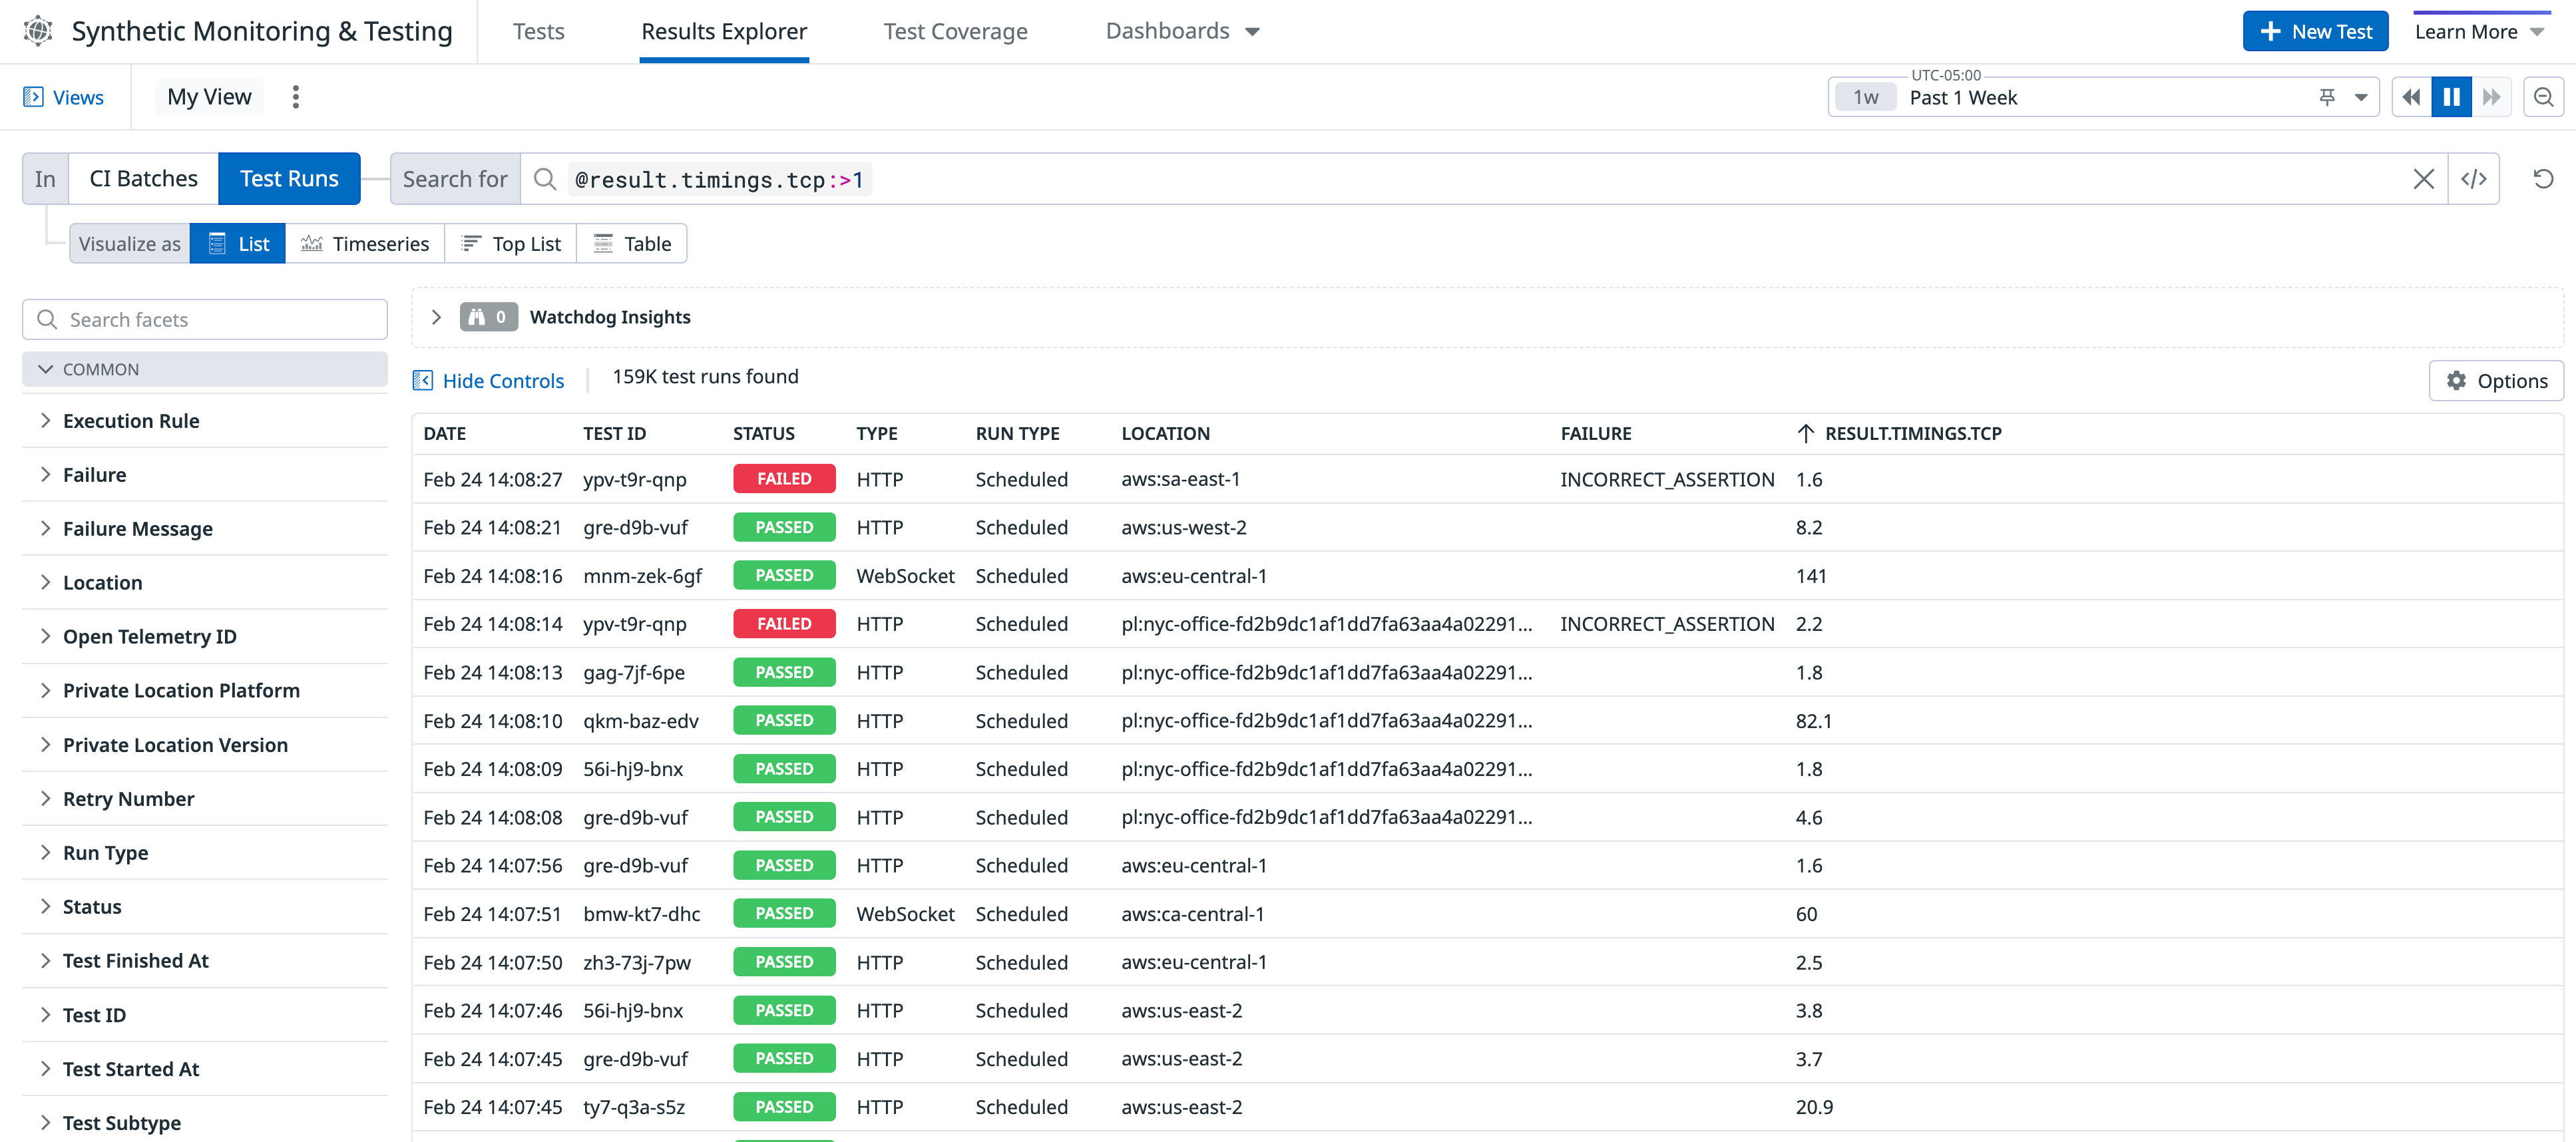 Synthetic Monitoring & Testing Tests Results Explorer Test Coverage Dashboards New Test Learn More
Views My View UTC-05:00 1w Past 1 Week
In CI Batches Test Runs Search for @result.timings.tcp:>1 </>
Visualize as List Timeseries Top List Table
Search facets
COMMON
Execution Rule
Failure
Failure Message
Location
Open Telemetry ID
Private Location Platform
Private Location Version
Retry Number
Run Type
Status
Test Finished At
Test ID
Test Started At
Test Subtype
0 Watchdog Insights
Hide Controls 159K test runs found Options
DATE TEST ID STATUS TYPE RUN TYPE LOCATION FAILURE RESULT.TIMINGS.TCP
Feb 24 14:08:27 ypv-t9r-qnp FAILED HTTP Scheduled aws:sa-east-1 INCORRECT_ASSERTION 1.6
Feb 24 14:08:21 gre-d9b-vuf PASSED HTTP Scheduled aws:us-west-2 8.2
Feb 24 14:08:16 mnm-zek-6gf PASSED WebSocket Scheduled aws:eu-central-1 141
Feb 24 14:08:14 ypv-t9r-qnp FAILED HTTP Scheduled pl:nyc-office-fd2b9dc1af1dd7fa63aa4a02291... INCORRECT_ASSERTION 2.2
Feb 24 14:08:13 gag-7jf-6pe PASSED HTTP Scheduled pl:nyc-office-fd2b9dc1af1dd7fa63aa4a02291... 1.8
Feb 24 14:08:10 qkm-baz-edv PASSED HTTP Scheduled pl:nyc-office-fd2b9dc1af1dd7fa63aa4a02291... 82.1
Feb 24 14:08:09 56i-hj9-bnx PASSED HTTP Scheduled pl:nyc-office-fd2b9dc1af1dd7fa63aa4a02291... 1.8
Feb 24 14:08:08 gre-d9b-vuf PASSED HTTP Scheduled pl:nyc-office-fd2b9dc1af1dd7fa63aa4a02291... 4.6
Feb 24 14:07:56 gre-d9b-vuf PASSED HTTP Scheduled aws:eu-central-1 1.6
Feb 24 14:07:51 bmw-kt7-dhc PASSED WebSocket Scheduled aws:ca-central-1 60
Feb 24 14:07:50 zh3-73j-7pw PASSED HTTP Scheduled aws:eu-central-1 2.5
Feb 24 14:07:46 56i-hj9-bnx PASSED HTTP Scheduled aws:us-east-2 3.8
Feb 24 14:07:45 gre-d9b-vuf PASSED HTTP Scheduled aws:us-east-2 3.7
Feb 24 14:07:45 ty7-q3a-s5z PASSED HTTP Scheduled aws:us-east-2 20.9